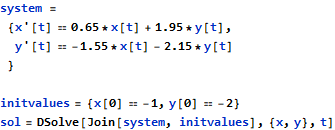 system =
{x'[t] == 0.65*x[t] + 1.95*y[t],
y'[t] == -1.55*x[t] - 2.15*y[t]
}
initvalues = {x[0] == -1, y[0] == -2}
sol = DSolve[Join[system, initvalues], {x, y}, t]